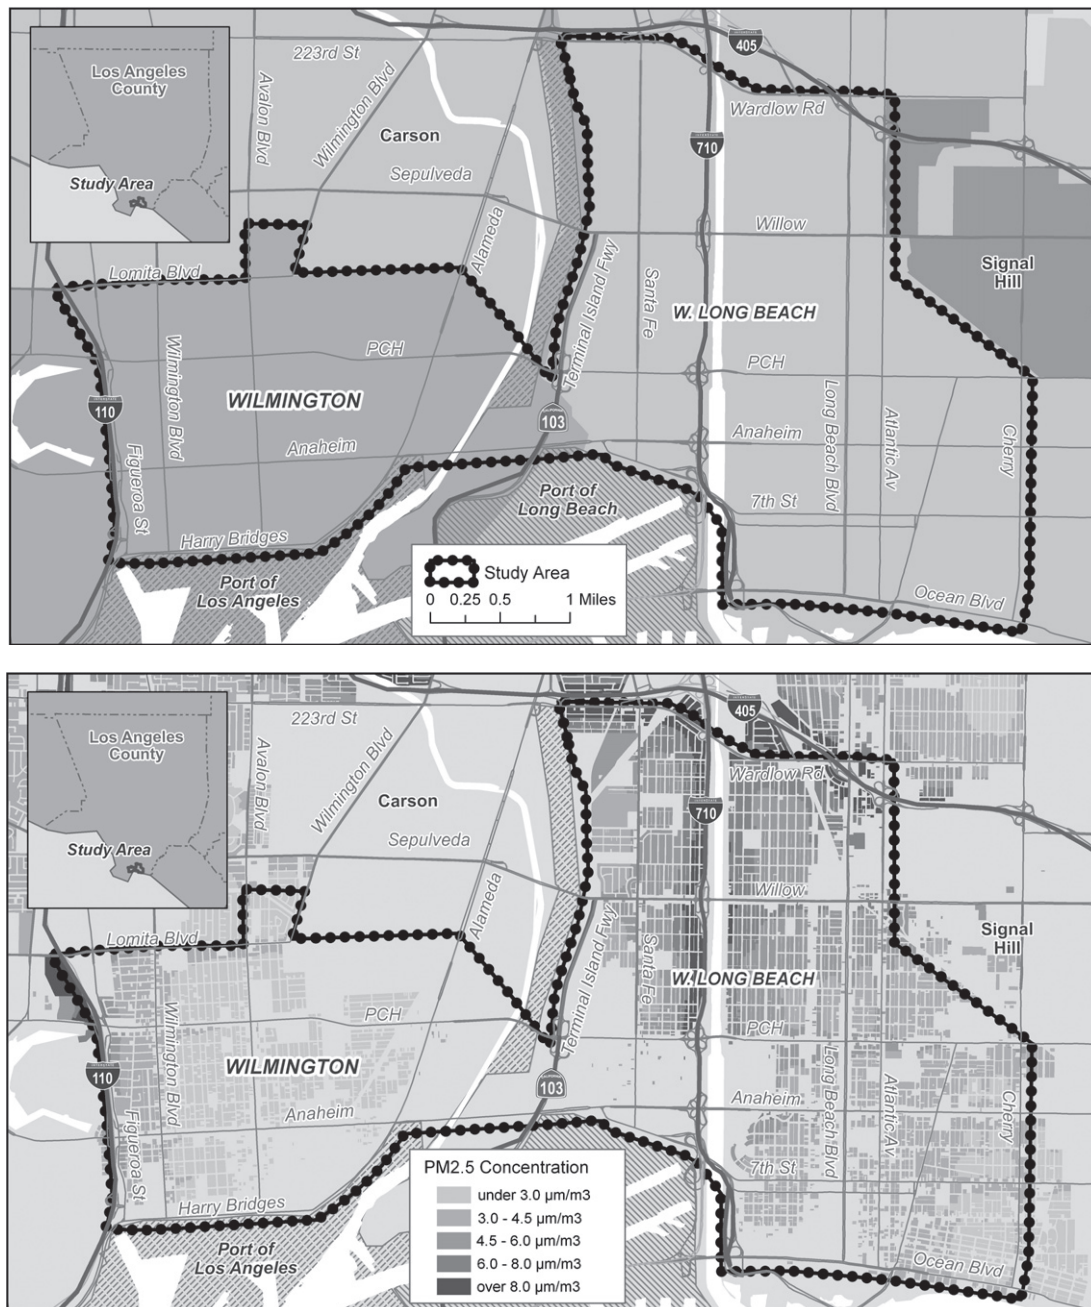 405
223rd St
Los Angeles
County
Avalon Blvd
Wilmington Blvd
Wardlow Rd
Carson
710
Sepulveda
Study Area
Alameda
Willow
Lomita Blvd
Terminal Island Fwy
Santa Fe
Signal
Hill
W. LONG BEACH
PCH
PCH
Wilmington Blvd
WILMINGTON
110
103
Long Beach Blvd
Atlantic Av
Cherry
Anaheim
Anaheim
Figueroa St
Port of
Long Beach
7th St
Harry Bridges
Port of
Los Angeles
Study Area
0 0.25 0.5 1 Miles
Ocean Blvd
405
223rd St
Los Angeles
County
Avalon Blvd
Wilmington Blvd
Wardlow Rd
Carson
710
Sepulveda
Study Area
Alameda
Willow
Lomita Blvd
Terminal Island Fwy
Santa Fe
Signal
Hill
W. LONG BEACH
PCH
PCH
Wilmington Blvd
WILMINGTON
110
103
Long Beach Blvd
Atlantic Av
Cherry
Anaheim
Anaheim
Figueroa St
7th St
Harry Bridges
Port of
Los Angeles
PM2.5 Concentration
under 3.0 µm/m3
3.0 - 4.5 µm/m3
4.5 - 6.0 µm/m3
6.0 - 8.0 µm/m3
over 8.0 µm/m3
Ocean Blvd